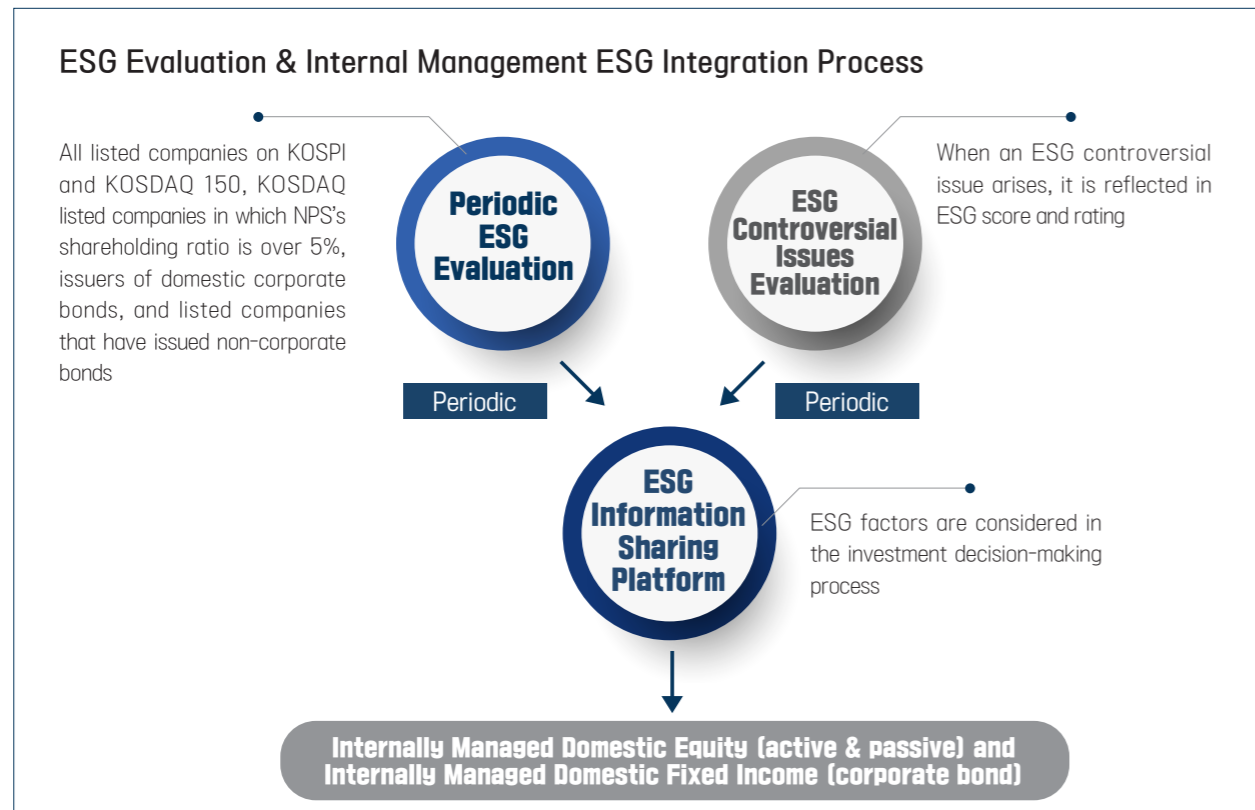 ESG Evaluation & Internal Management ESG Integration Process
All listed companies on KOSPI
and KOSDAQ 150, KOSDAQ
listed companies in which NPS's
shareholding ratio is over 5%,
issuers of domestic corporate
bonds, and listed companies
that have issued non-corporate
bonds
Periodic
ESG
Evaluation
ESG
Controversial
Issues
Evaluation
When an ESG controversial
issue arises, it is reflected in
ESG score and rating
Periodic
Periodic
ESG
Information
Sharing
Platform
ESG factors are considered in
the investment decision-making
process
Internally Managed Domestic Equity (active & passive) and
Internally Managed Domestic Fixed Income (corporate bond)